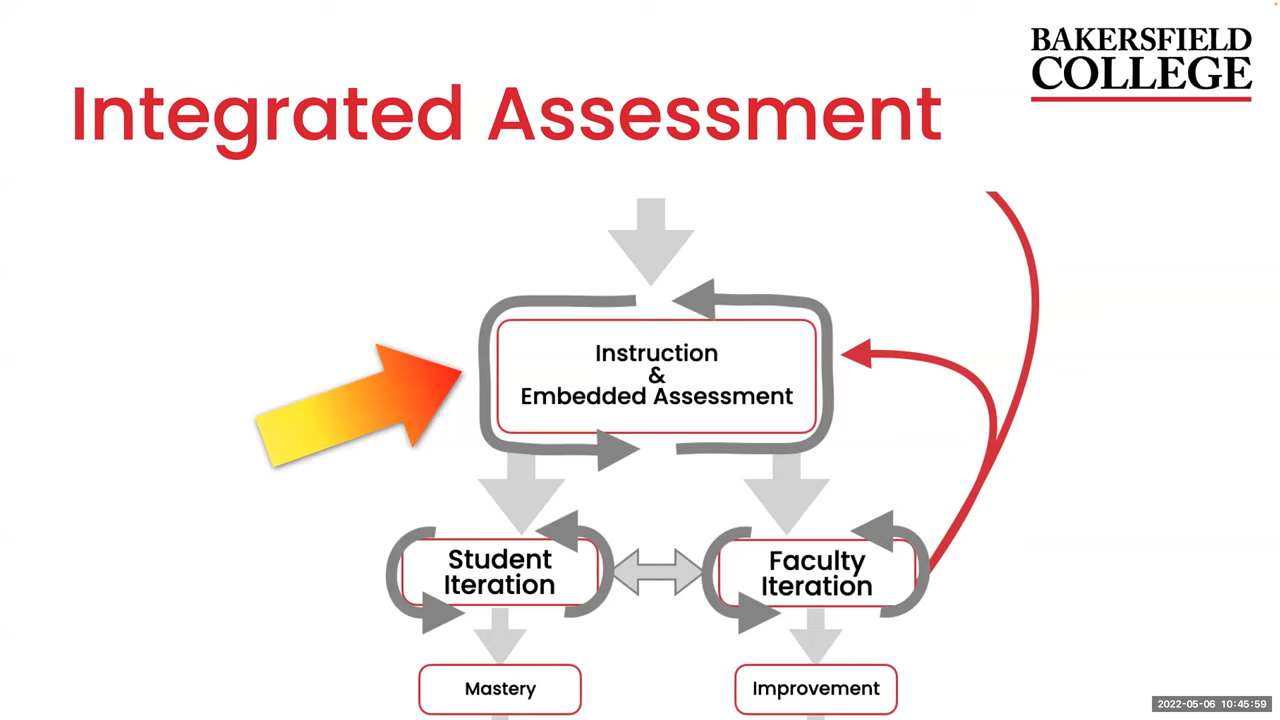 BAKERSFIELD
COLLEGE
Integrated Assessment
Instruction
&
Embedded Assessment
Student
Iteration
Faculty
Iteration
Mastery
Improvement
2022-05-06 10:45:59